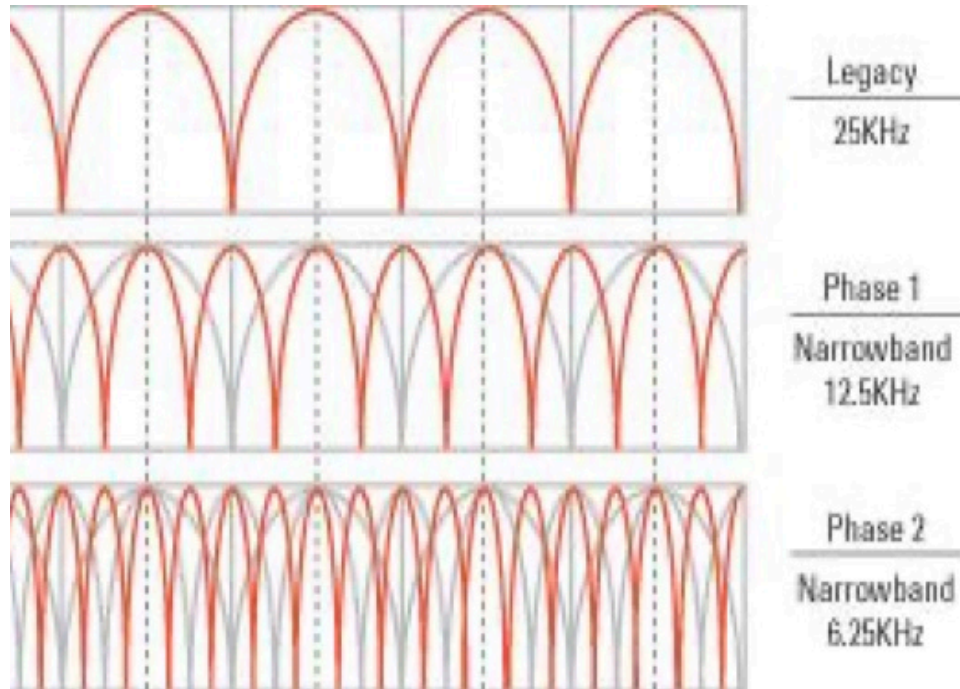 Legacy
25KHz
Phase 1
Narrowband
12.5KHz
Phase 2
Narrowband
6.25KHz